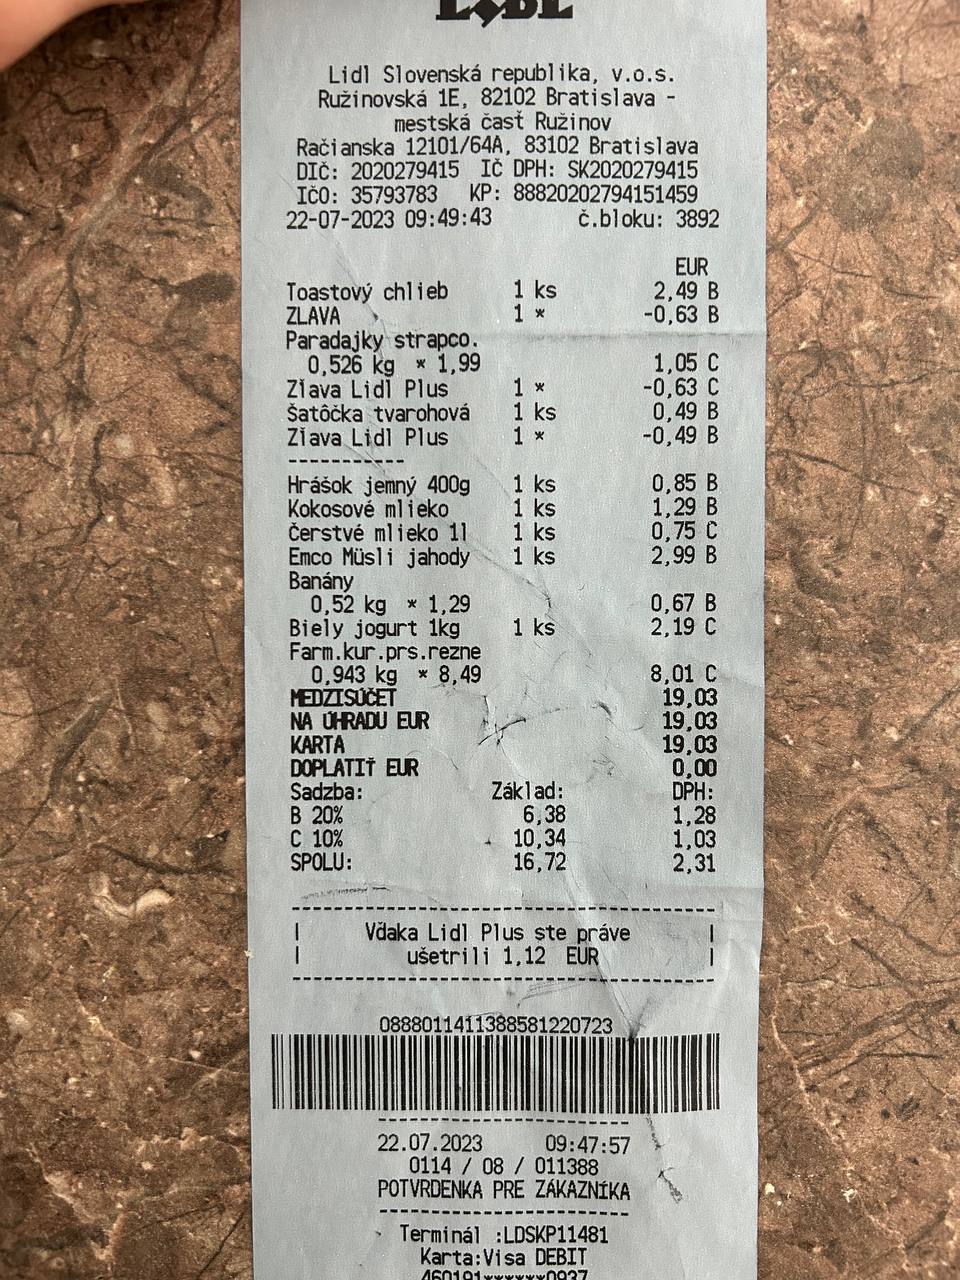 LIDL
Lidl Slovenská republika, v.o.s.
Ružinovská 1E, 82102 Bratislava -
mestská časť Ružinov
Račianska 12101/64A, 83102 Bratislava
DIČ: 2020279415 IČ DPH: SK2020279415
IČO: 35793783 KP: 88820202794151459
22-07-2023 09:49:43 č.bloku: 3892
EUR
Toastový chlieb 1 ks 2,49 B
ZĽAVA 1 * -0,63 B
Paradajky strapco.
0,526 kg * 1,99 1,05 C
Zľava Lidl Plus 1 * -0,63 C
Šatôčka tvarohová 1 ks 0,49 B
Zľava Lidl Plus 1 * -0,49 B
-----------
Hrášok jemný 400g 1 ks 0,85 B
Kokosové mlieko 1 ks 1,29 B
Čerstvé mlieko 1l 1 ks 0,75 C
Emco Müsli jahody 1 ks 2,99 B
Banány
0,52 kg * 1,29 0,67 B
Biely jogurt 1kg 1 ks 2,19 C
Farm.kur.prs.rezne
0,943 kg * 8,49 8,01 C
MEDZISÚČET 19,03
NA ÚHRADU EUR 19,03
KARTA 19,03
DOPLATIŤ EUR 0,00
Sadzba: Základ: DPH:
B 20% 6,38 1,28
C 10% 10,34 1,03
SPOLU: 16,72 2,31
Vďaka Lidl Plus ste práve
ušetrili 1,12 EUR
0888011411388581220723
22.07.2023 09:47:57
0114 / 08 / 011388
POTVRDENKA PRE ZÁKAZNÍKA
Terminál :LDSKP11481
Karta:Visa DEBIT
460191******0937